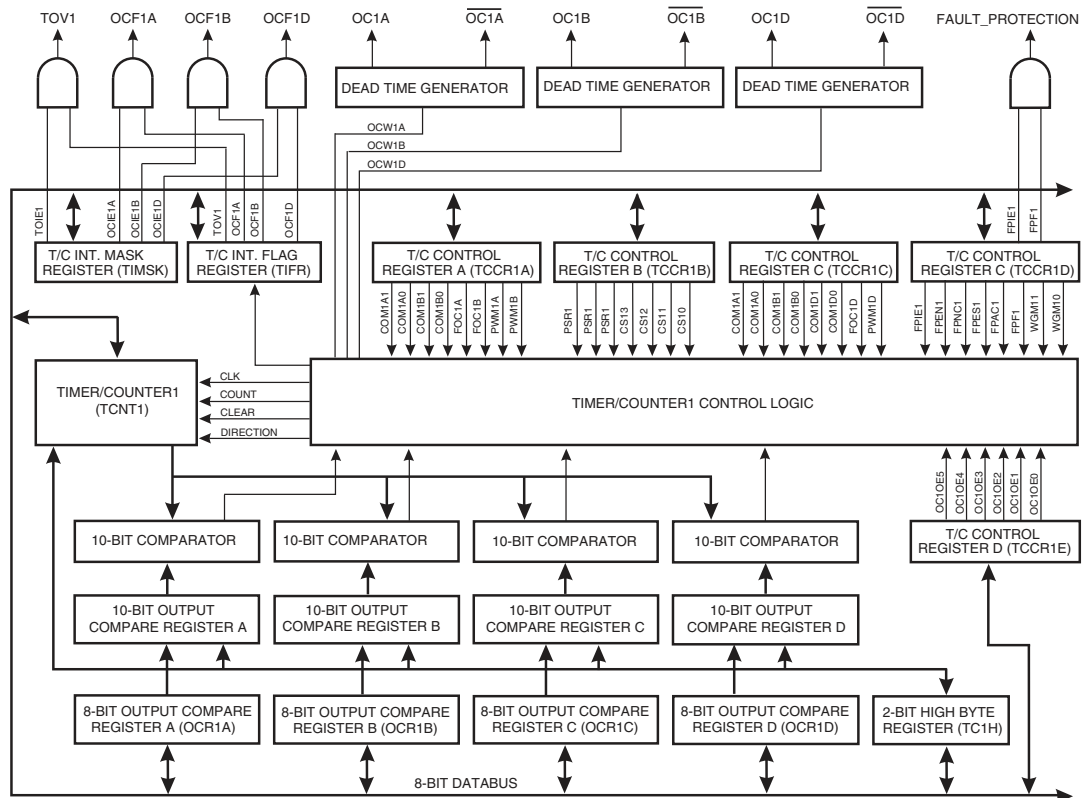 TOV1 OCF1A OCF1B OCF1D OC1A OC1A OC1B OC1B OC1D OC1D FAULT_PROTECTION
DEAD TIME GENERATOR DEAD TIME GENERATOR DEAD TIME GENERATOR
OCW1A
OCW1B
OCW1D
TOIE1 OCIE1A OCIE1B OCIE1D TOV1 OCF1A OCF1B OCF1D FPIE1 FPF1
T/C INT. MASK
REGISTER (TIMSK)
T/C INT. FLAG
REGISTER (TIFR)
T/C CONTROL
REGISTER A (TCCR1A)
T/C CONTROL
REGISTER B (TCCR1B)
T/C CONTROL
REGISTER C (TCCR1C)
T/C CONTROL
REGISTER C (TCCR1D)
COM1A1 COM1A0 COM1B1 COM1B0 FOC1A FOC1B PWM1A PWM1B
PSR1 PSR1 PSR1 CS13 CS12 CS11 CS10
COM1A1 COM1A0 COM1B1 COM1B0 COM1D1 COM1D0 FOC1D PWM1D
FPIE1 FPEN1 FPNC1 FPES1 FPAC1 FPF1 WGM11 WGM10
TIMER/COUNTER1
(TCNT1)
CLK
COUNT
CLEAR
DIRECTION
TIMER/COUNTER1 CONTROL LOGIC
OC1OE5 OC1OE4 OC1OE3 OC1OE2 OC1OE1 OC1OE0
10-BIT COMPARATOR 10-BIT COMPARATOR 10-BIT COMPARATOR 10-BIT COMPARATOR
T/C CONTROL
REGISTER D (TCCR1E)
10-BIT OUTPUT
COMPARE REGISTER A
10-BIT OUTPUT
COMPARE REGISTER B
10-BIT OUTPUT
COMPARE REGISTER C
10-BIT OUTPUT
COMPARE REGISTER D
8-BIT OUTPUT COMPARE
REGISTER A (OCR1A)
8-BIT OUTPUT COMPARE
REGISTER B (OCR1B)
8-BIT OUTPUT COMPARE
REGISTER C (OCR1C)
8-BIT OUTPUT COMPARE
REGISTER D (OCR1D)
2-BIT HIGH BYTE
REGISTER (TC1H)
8-BIT DATABUS